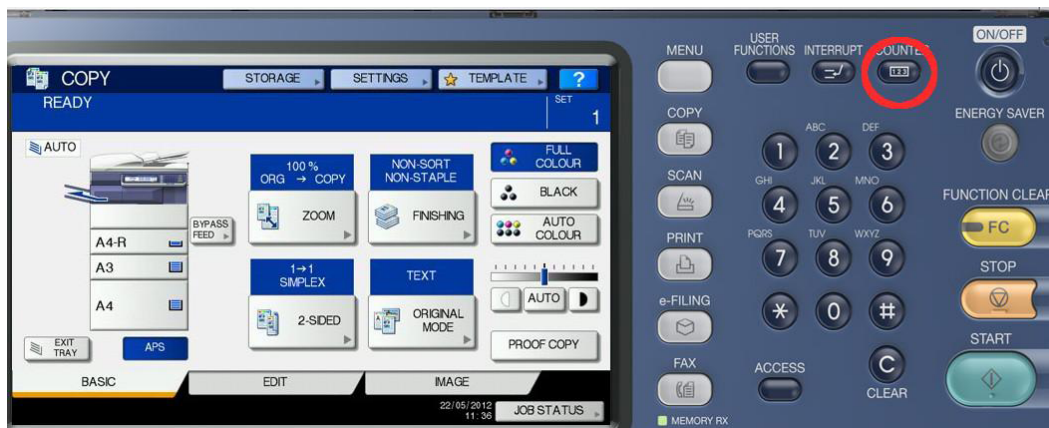 COPY
STORAGE
SETTINGS
TEMPLATE
?
READY
SET
1
AUTO
A4-R
A3
A4
BYPASS
FEED
EXIT
TRAY
APS
100 %
ORG → COPY
ZOOM
NON-SORT
NON-STAPLE
FINISHING
1→1
SIMPLEX
2-SIDED
TEXT
ORIGINAL
MODE
FULL
COLOUR
BLACK
AUTO
COLOUR
AUTO
PROOF COPY
BASIC
EDIT
IMAGE
22/05/2012
11: 36
JOB STATUS
MENU
USER
FUNCTIONS
INTERRUPT
COUNTER
123
ON/OFF
COPY
SCAN
PRINT
e-FILING
FAX
MEMORY RX
ABC
DEF
1
2
3
GHI
JKL
MNO
4
5
6
PQRS
TUV
WXYZ
7
8
9
*
0
#
ACCESS
C
CLEAR
ENERGY SAVER
FUNCTION CLEAR
FC
STOP
START